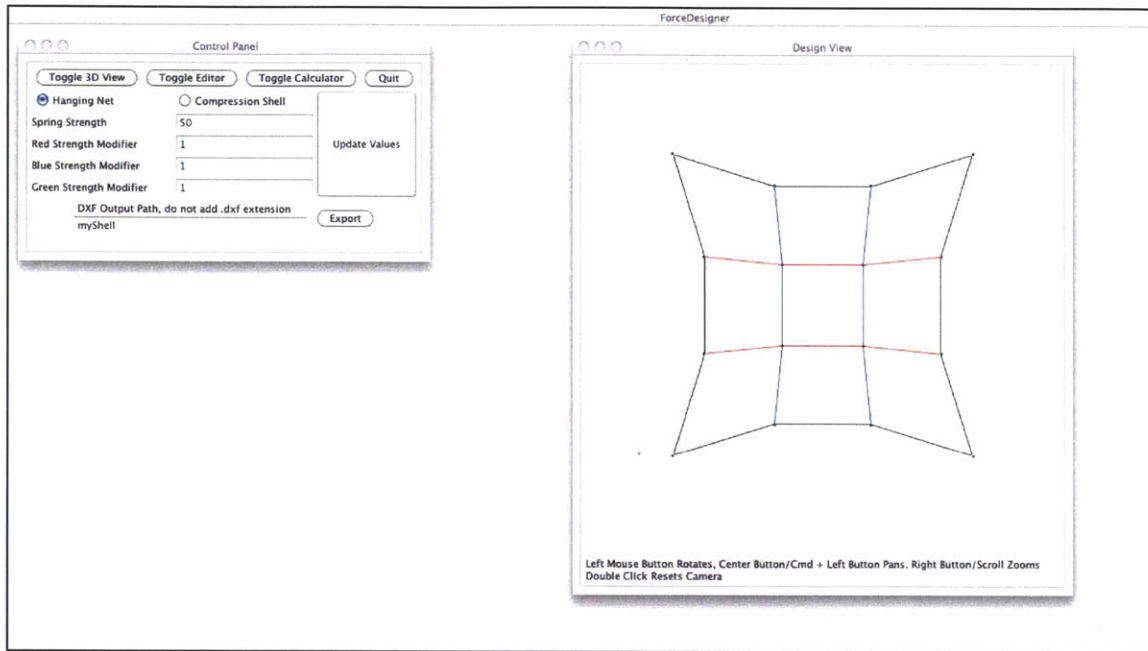 ForceDesigner
Control Panel
Toggle 3D View Toggle Editor Toggle Calculator Quit
Hanging Net Compression Shell
Spring Strength 50
Red Strength Modifier 1
Update Values
Blue Strength Modifier 1
Green Strength Modifier 1
DXF Output Path, do not add .dxf extension
Export
myShell
Design View
Left Mouse Button Rotates, Center Button/Cmd + Left Button Pans. Right Button/Scroll Zooms
Double Click Resets Camera